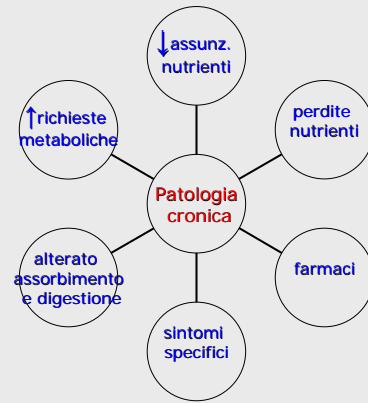 ↓assunz.
nutrienti
perdite
nutrienti
farmaci
sintomi
specifici
alterato
assorbimento
e digestione
↑richieste
metaboliche
Patologia
cronica